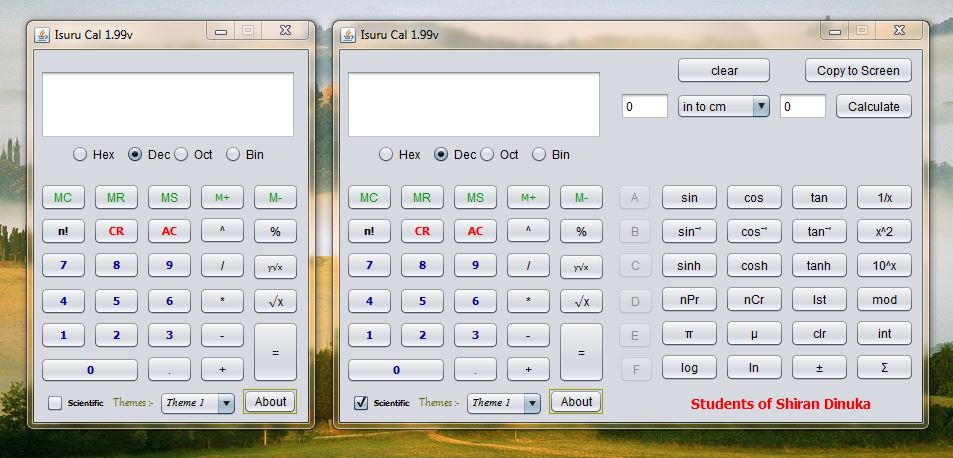 Isuru Cal 1.99v
Hex Dec Oct Bin
MC MR MS M+ M-
n! CR AC ^ %
7 8 9 / y√x
4 5 6 * √x
1 2 3 -
=
0 . +
Scientific Themes :- Theme 1 About
Isuru Cal 1.99v
clear Copy to Screen
0 in to cm 0 Calculate
Hex Dec Oct Bin
MC MR MS M+ M- A sin cos tan 1/x
n! CR AC ^ % B sin⁻¹ cos⁻¹ tan⁻¹ x^2
7 8 9 / y√x C sinh cosh tanh 10^x
4 5 6 * √x D nPr nCr lst mod
1 2 3 - E π µ clr int
=
0 . + F log ln ± Σ
Scientific Themes :- Theme 1 About Students of Shiran Dinuka